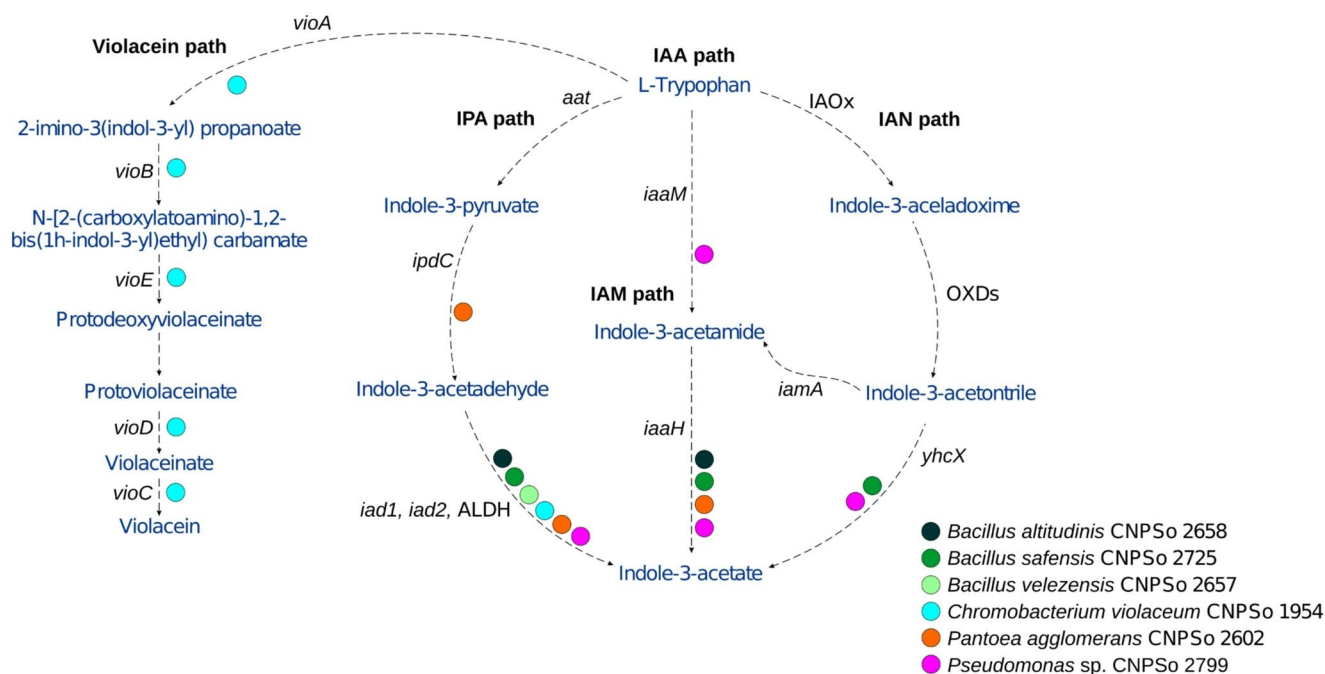 vioA
Violacein path
IAA path
L-Trypophan
aat
IAOx
IPA path
IAN path
2-imino-3(indol-3-yl) propanoate
vioB
iaaM
Indole-3-pyruvate
Indole-3-aceladoxime
N-[2-(carboxylatoamino)-1,2-
bis(1h-indol-3-yl)ethyl) carbamate
ipdC
vioE
IAM path
OXDs
Protodeoxyviolaceinate
Indole-3-acetamide
Protoviolaceinate
Indole-3-acetadehyde
iamA
Indole-3-acetontrile
vioD
iaaH
yhcX
Violaceinate
vioC
iad1, iad2, ALDH
Violacein
Indole-3-acetate
Bacillus altitudinis CNPSo 2658
Bacillus safensis CNPSo 2725
Bacillus velezensis CNPSo 2657
Chromobacterium violaceum CNPSo 1954
Pantoea agglomerans CNPSo 2602
Pseudomonas sp. CNPSo 2799